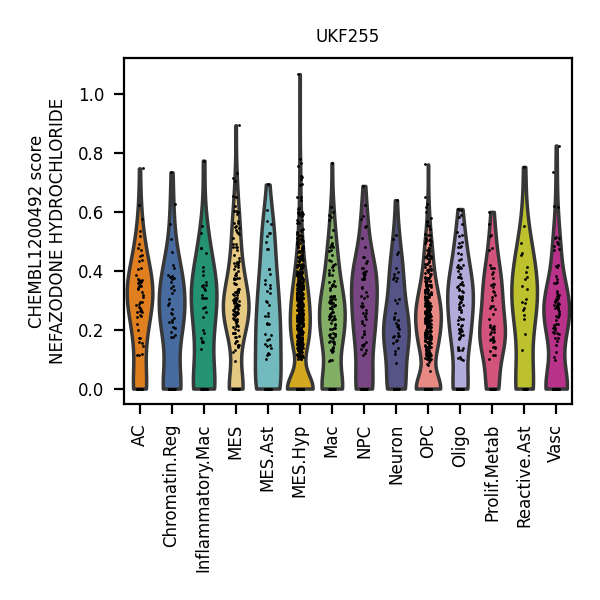 UKF255
CHEMBL1200492 score
NEFAZODONE HYDROCHLORIDE
1.0
0.8
0.6
0.4
0.2
0.0
AC
Chromatin.Reg
Inflammatory.Mac
MES
MES.Ast
MES.Hyp
Mac
NPC
Neuron
OPC
Oligo
Prolif.Metab
Reactive.Ast
Vasc